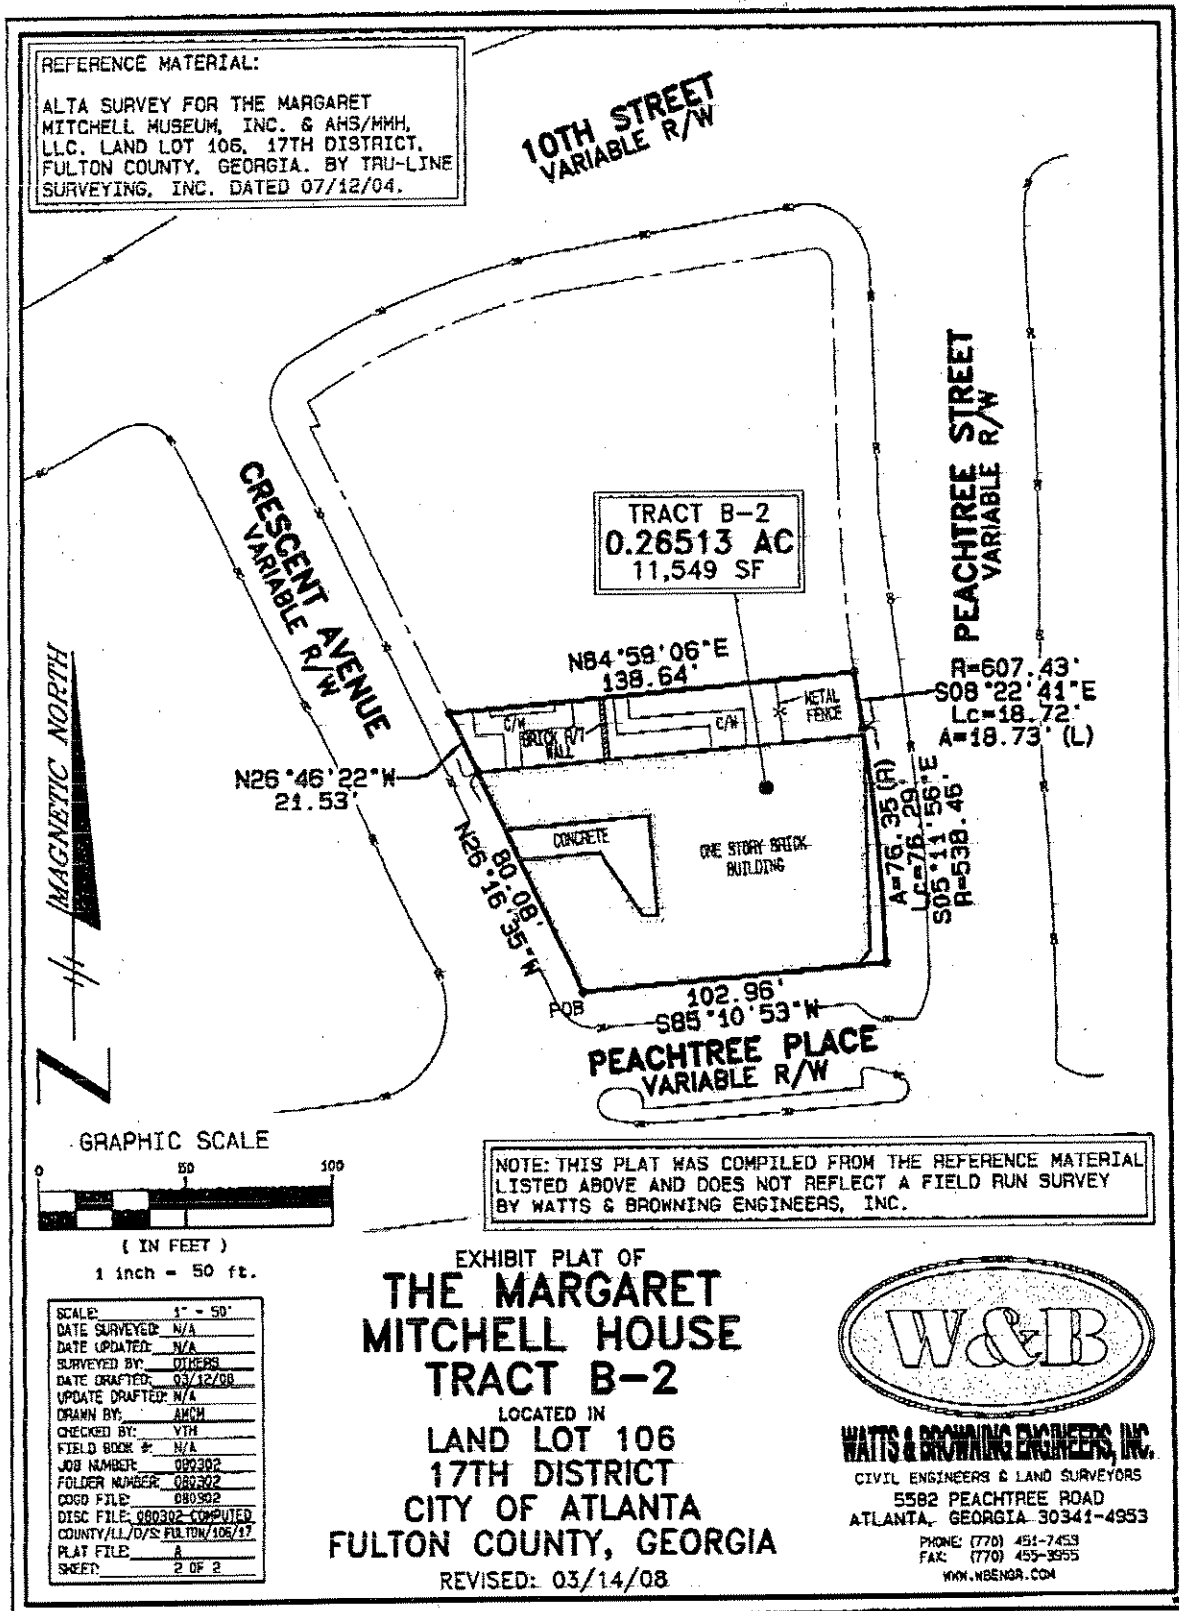 REFERENCE MATERIAL:
ALTA SURVEY FOR THE MARGARET
MITCHELL MUSEUM, INC. & AHS/MMH,
LLC. LAND LOT 106, 17TH DISTRICT,
FULTON COUNTY, GEORGIA. BY TRU-LINE
SURVEYING, INC. DATED 07/12/04.
10TH STREET
VARIABLE R/W
CRESCENT AVENUE
VARIABLE R/W
PEACHTREE STREET
VARIABLE R/W
TRACT B-2
0.26513 AC
11,549 SF
MAGNETIC NORTH
N84°59'06"E
138.64'
R=607.43'
S08°22'41"E
Lc=18.72'
A=18.73' (L)
C/W
BRICK R/T
WALL
C/W
METAL
FENCE
N26°46'22"W
21.53'
80.08'
N26°16'35"W
CONCRETE
ONE STORY BRICK
BUILDING
A=76.35 (R)
Lc=76.29'
S05°11'56"E
R=538.46'
POB
102.96'
S85°10'53"W
PEACHTREE PLACE
VARIABLE R/W
GRAPHIC SCALE
0 50 100
( IN FEET )
1 inch = 50 ft.
NOTE: THIS PLAT WAS COMPILED FROM THE REFERENCE MATERIAL
LISTED ABOVE AND DOES NOT REFLECT A FIELD RUN SURVEY
BY WATTS & BROWNING ENGINEERS, INC.
SCALE: 1" = 50'
DATE SURVEYED: N/A
DATE UPDATED: N/A
SURVEYED BY: OTHERS
DATE DRAFTED: 03/12/08
UPDATE DRAFTED: N/A
DRAWN BY: AMCM
CHECKED BY: VTH
FIELD BOOK #: N/A
JOB NUMBER: 080302
FOLDER NUMBER: 080302
COGO FILE: 080302
DISC FILE: 080302-COMPUTED
COUNTY/LL/D/S: FULTON/106/17
PLAT FILE: A
SHEET: 2 OF 2
EXHIBIT PLAT OF
THE MARGARET
MITCHELL HOUSE
TRACT B-2
LOCATED IN
LAND LOT 106
17TH DISTRICT
CITY OF ATLANTA
FULTON COUNTY, GEORGIA
REVISED: 03/14/08
W&B
WATTS & BROWNING ENGINEERS, INC.
CIVIL ENGINEERS & LAND SURVEYORS
5582 PEACHTREE ROAD
ATLANTA, GEORGIA 30341-4953
PHONE: (770) 451-7453
FAX: (770) 455-3955
WWW.WBENGR.COM